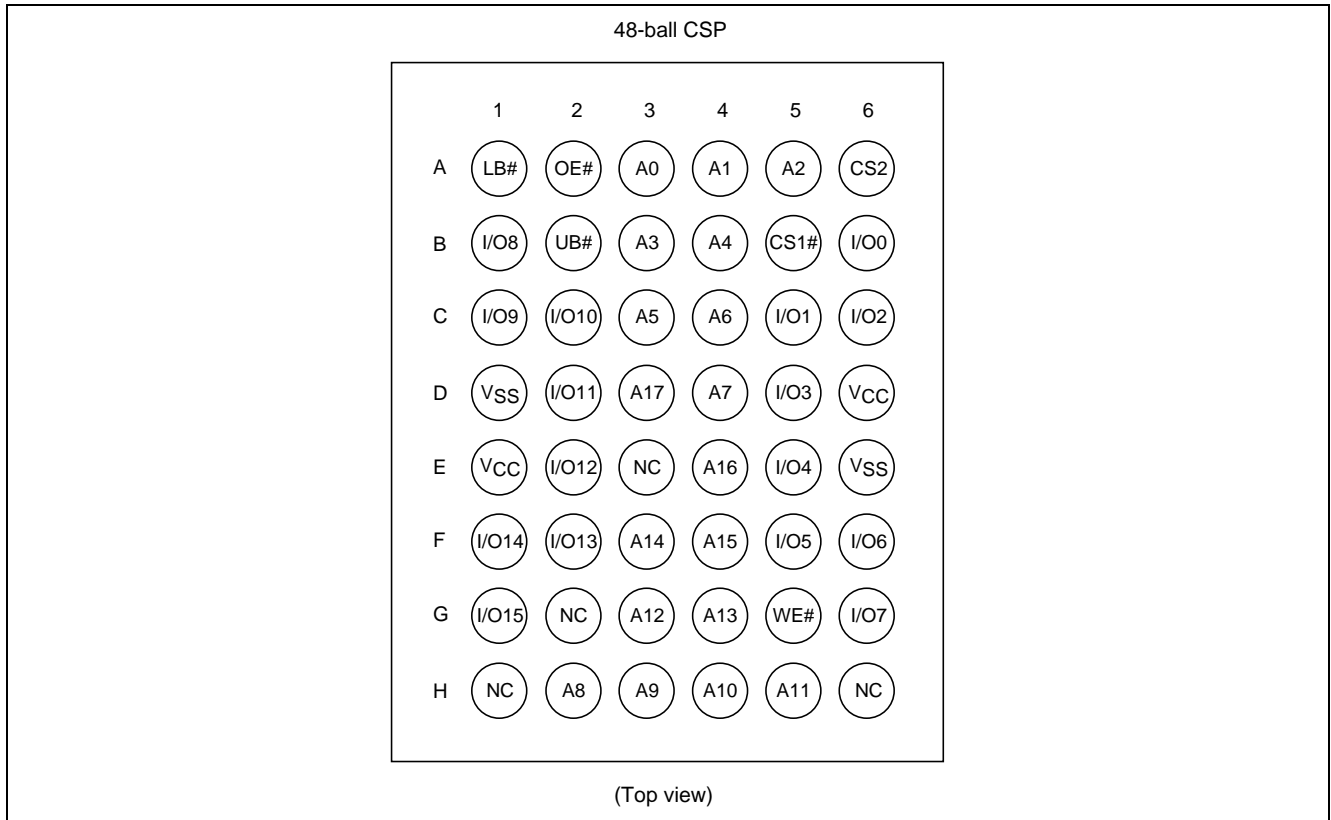 48-ball CSP
1 2 3 4 5 6
A LB# OE# A0 A1 A2 CS2
B I/O8 UB# A3 A4 CS1# I/O0
C I/O9 I/O10 A5 A6 I/O1 I/O2
D VSS I/O11 A17 A7 I/O3 VCC
E VCC I/O12 NC A16 I/O4 VSS
F I/O14 I/O13 A14 A15 I/O5 I/O6
G I/O15 NC A12 A13 WE# I/O7
H NC A8 A9 A10 A11 NC
(Top view)